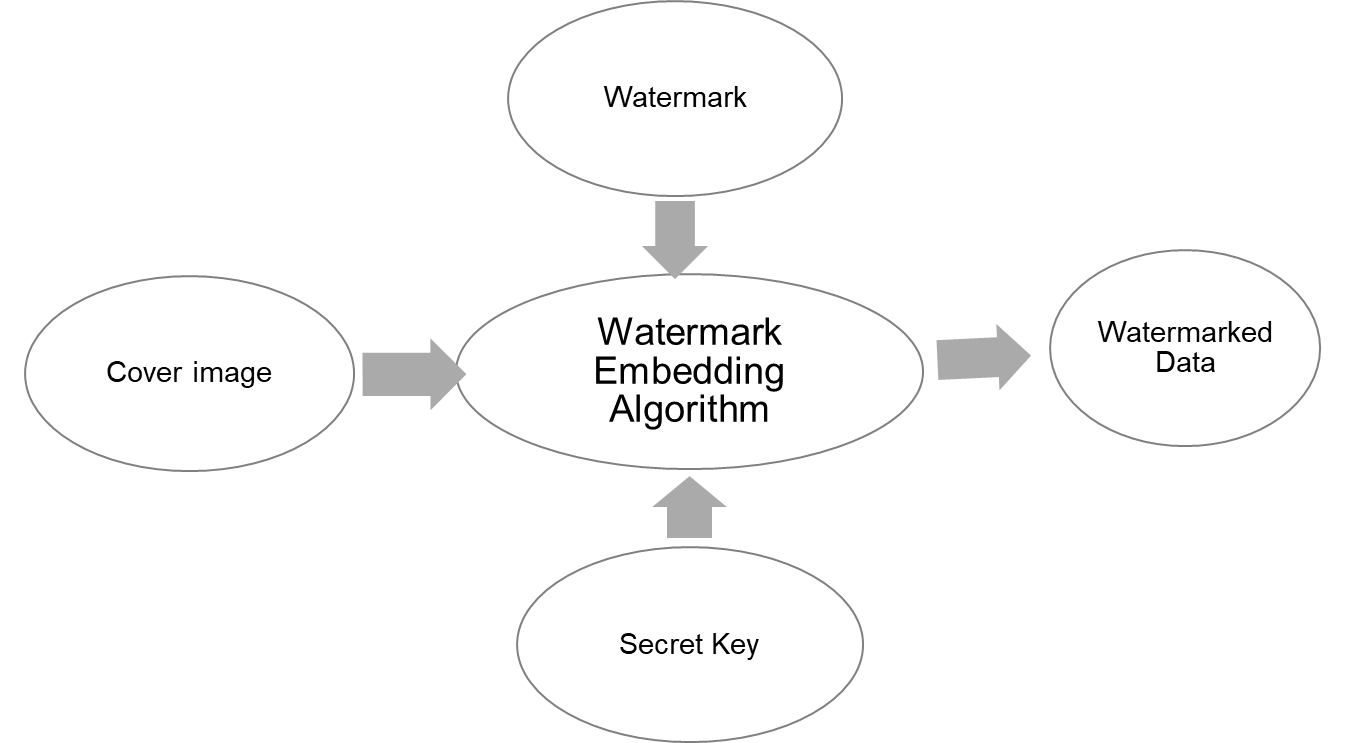 Watermark
Cover image
Watermark
Embedding
Algorithm
Watermarked
Data
Secret Key